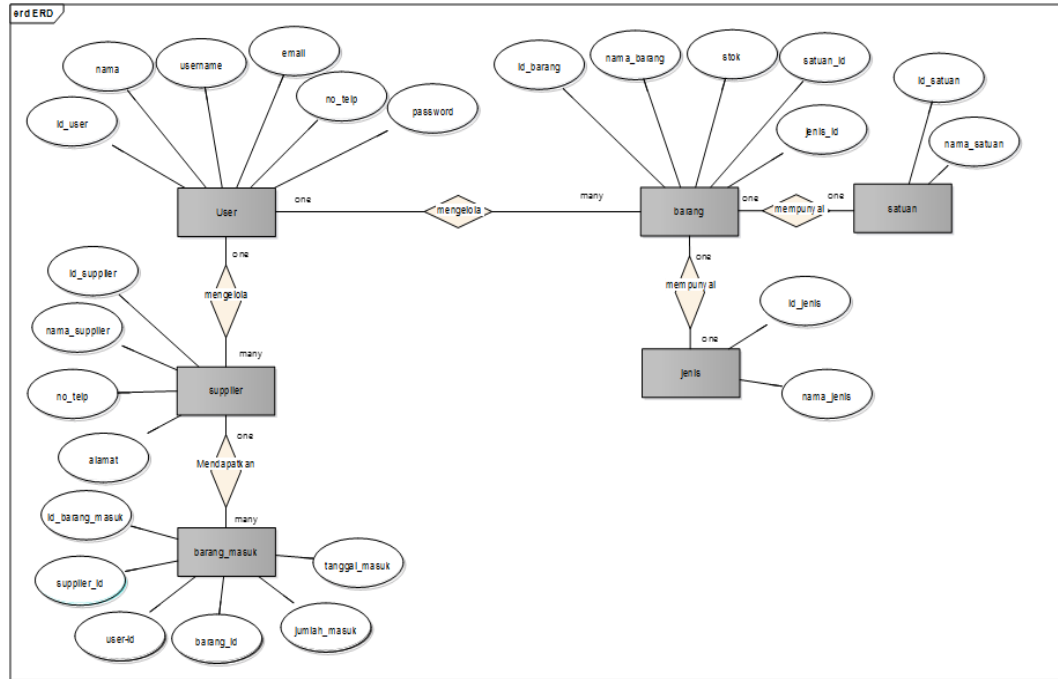 erd ERD
nama
username
email
no_telp
password
id_user
User
one
mengelola
many
id_barang
nama_barang
stok
satuan_id
jenis_id
barang
one
mempunyai
one
id_satuan
nama_satuan
satuan
one
mengelola
many
one
mempunyai
one
id_jenis
nama_jenis
jenis
id_supplier
nama_supplier
no_telp
alamat
supplier
one
Mendapatkan
many
id_barang_masuk
supplier_id
user-id
barang_id
jumlah_masuk
tanggal_masuk
barang_masuk